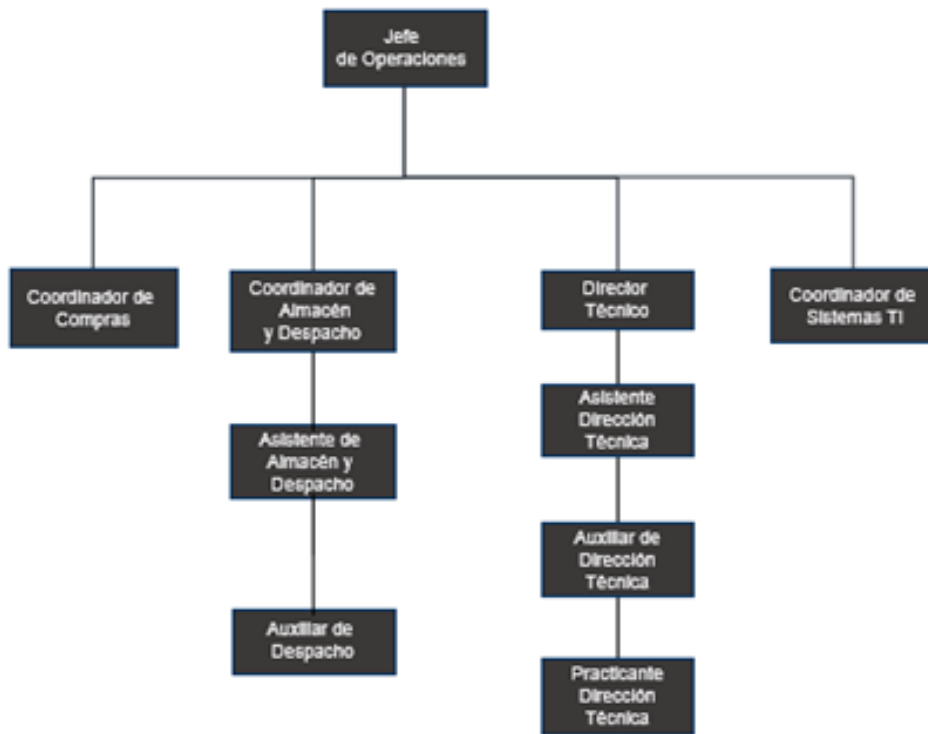 Jefe
de Operaciones
Coordinador de
Compras
Coordinador de
Almacén
y Despacho
Director
Técnico
Coordinador de
Sistemas TI
Asistente de
Almacén y
Despacho
Asistente
Dirección
Técnica
Auxiliar de
Dirección
Técnica
Auxiliar de
Despacho
Practicante
Dirección
Técnica